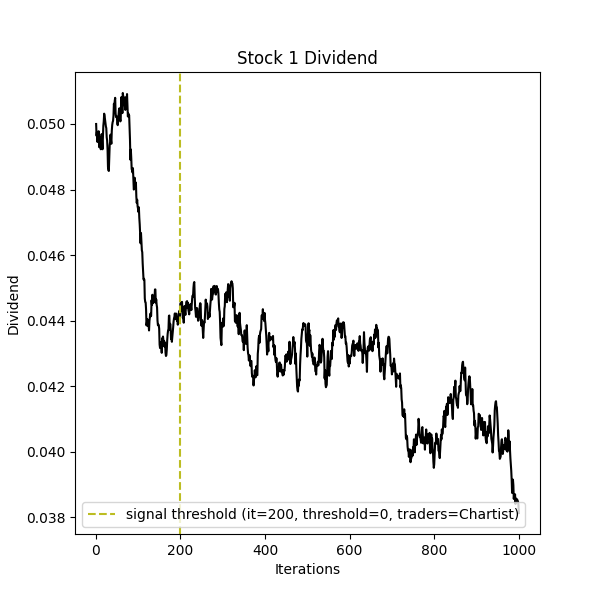 Stock 1 Dividend
Dividend
0.050
0.048
0.046
0.044
0.042
0.040
0.038
signal threshold (it=200, threshold=0, traders=Chartist)
0 200 400 600 800 1000
Iterations